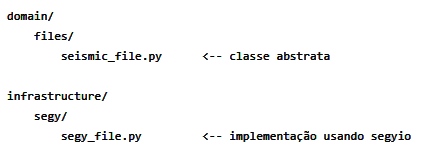 domain/
files/
seismic_file.py <-- classe abstrata
infrastructure/
segy/
segy_file.py <-- implementação usando segyio